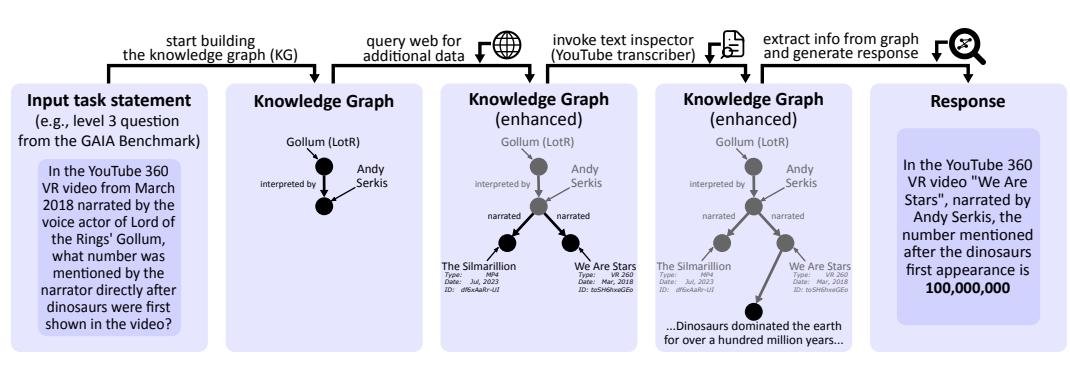 start building
the knowledge graph (KG)
query web for
additional data
invoke text inspector
(YouTube transcriber)
extract info from graph
and generate response
Input task statement
(e.g., level 3 question
from the GAIA Benchmark)
In the YouTube 360
VR video from March
2018 narrated by the
voice actor of Lord of
the Rings' Gollum,
what number was
mentioned by the
narrator directly after
dinosaurs were first
shown in the video?
Knowledge Graph
Gollum (LotR)
Andy
Serkis
interpreted by
Knowledge Graph
(enhanced)
Gollum (LotR)
Andy
Serkis
interpreted by
narrated
narrated
The Silmarillion
Type: MP4
Date: Jul, 2023
ID: df6xAaRr-UI
We Are Stars
Type: VR 260
Date: Mar, 2018
ID: toSH6hxeGEo
Knowledge Graph
(enhanced)
Gollum (LotR)
Andy
Serkis
interpreted by
narrated
narrated
The Silmarillion
Type: MP4
Date: Jul, 2023
ID: df6xAaRr-UI
We Are Stars
Type: VR 260
Date: Mar, 2018
ID: toSH6hxeGEo
...Dinosaurs dominated the earth
for over a hundred million years...
Response
In the YouTube 360
VR video "We Are
Stars", narrated by
Andy Serkis, the
number mentioned
after the dinosaurs
first appearance is
100,000,000